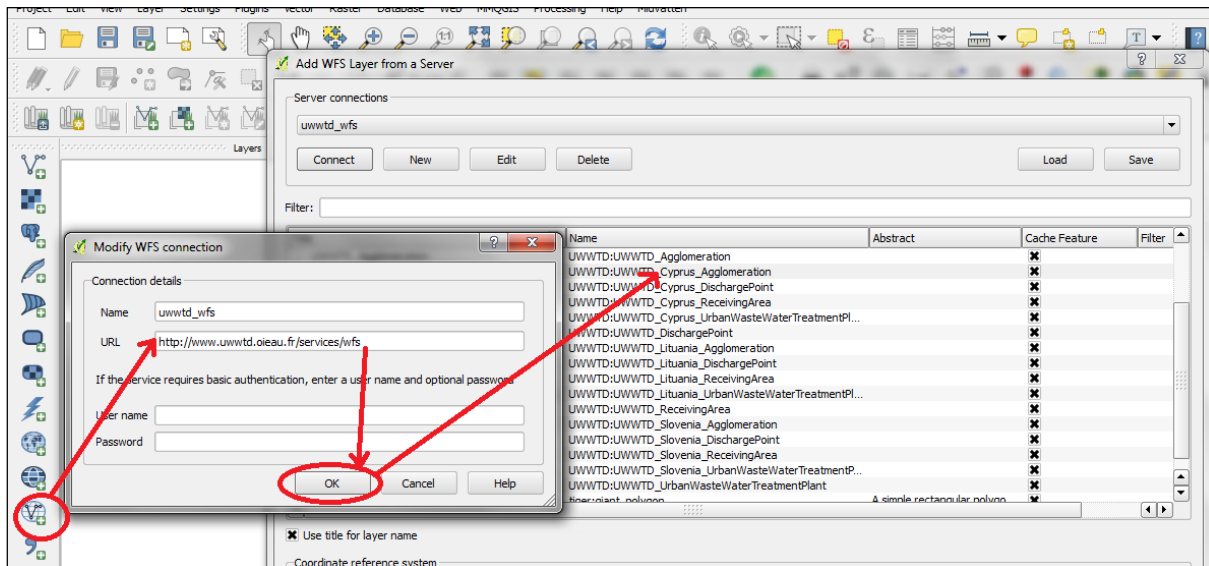 Project Edit View Layer Settings Plugins Vector Raster Database Web MMQGIS Processing Help Midvatten
Add WFS Layer from a Server
Server connections
uwwtd_wfs
Connect New Edit Delete Load Save
Layers
Filter:
Name Abstract Cache Feature Filter
UWWTD:UWWTD_Agglomeration
UWWTD:UWWTD_Cyprus_Agglomeration
UWWTD:UWWTD_Cyprus_DischargePoint
UWWTD:UWWTD_Cyprus_ReceivingArea
UWWTD:UWWTD_Cyprus_UrbanWasteWaterTreatmentPl...
UWWTD:UWWTD_DischargePoint
UWWTD:UWWTD_Lituania_Agglomeration
UWWTD:UWWTD_Lituania_DischargePoint
UWWTD:UWWTD_Lituania_ReceivingArea
UWWTD:UWWTD_Lituania_UrbanWasteWaterTreatmentPl...
UWWTD:UWWTD_ReceivingArea
UWWTD:UWWTD_Slovenia_Agglomeration
UWWTD:UWWTD_Slovenia_DischargePoint
UWWTD:UWWTD_Slovenia_ReceivingArea
UWWTD:UWWTD_Slovenia_UrbanWasteWaterTreatmentP...
UWWTD:UWWTD_UrbanWasteWaterTreatmentPlant
tiger:giant_polygon A simple rectangular polygo...
Use title for layer name
Coordinate reference system
Modify WFS connection
Connection details
Name uwwtd_wfs
URL http://www.uwwtd.oieau.fr/services/wfs
If the service requires basic authentication, enter a user name and optional password
User name
Password
OK Cancel Help